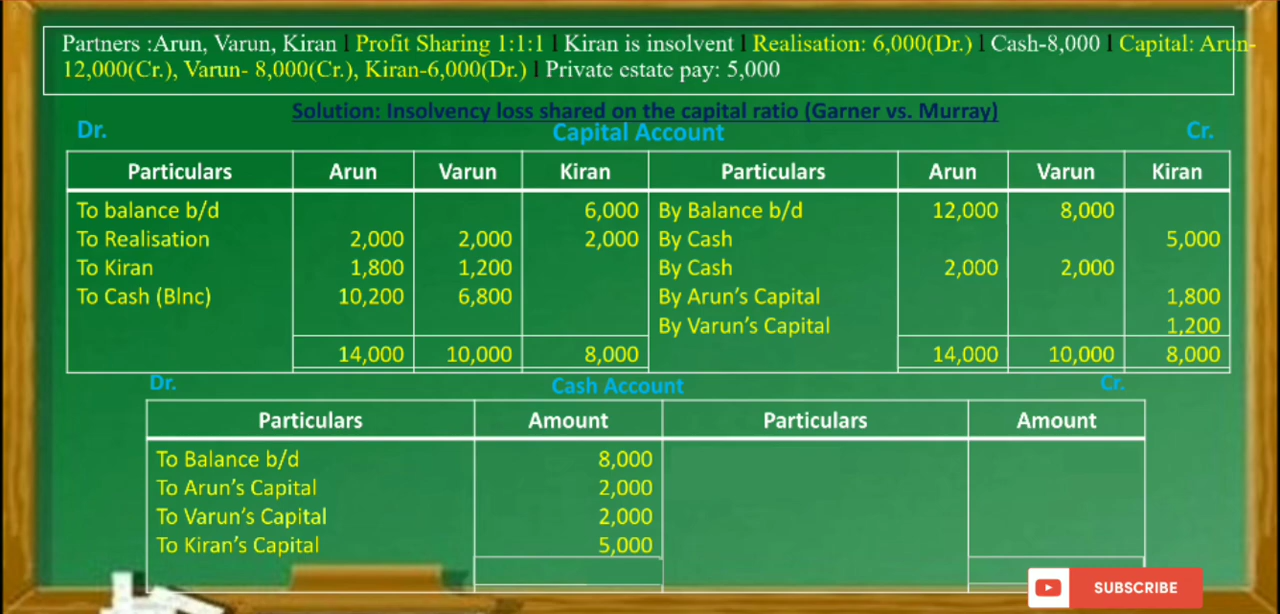 Partners :Arun, Varun, Kiran l Profit Sharing 1:1:1 l Kiran is insolvent l Realisation: 6,000(Dr.) l Cash-8,000 l Capital: Arun-
12,000(Cr.), Varun- 8,000(Cr.), Kiran-6,000(Dr.) l Private estate pay: 5,000
Solution: Insolvency loss shared on the capital ratio (Garner vs. Murray)
Dr. Capital Account Cr.
Particulars Arun Varun Kiran Particulars Arun Varun Kiran
To balance b/d 6,000 By Balance b/d 12,000 8,000
To Realisation 2,000 2,000 2,000 By Cash 5,000
To Kiran 1,800 1,200 By Cash 2,000 2,000
To Cash (Blnc) 10,200 6,800 By Arun's Capital 1,800
By Varun's Capital 1,200
14,000 10,000 8,000 14,000 10,000 8,000
Dr. Cash Account Cr.
Particulars Amount Particulars Amount
To Balance b/d 8,000
To Arun's Capital 2,000
To Varun's Capital 2,000
To Kiran's Capital 5,000
SUBSCRIBE